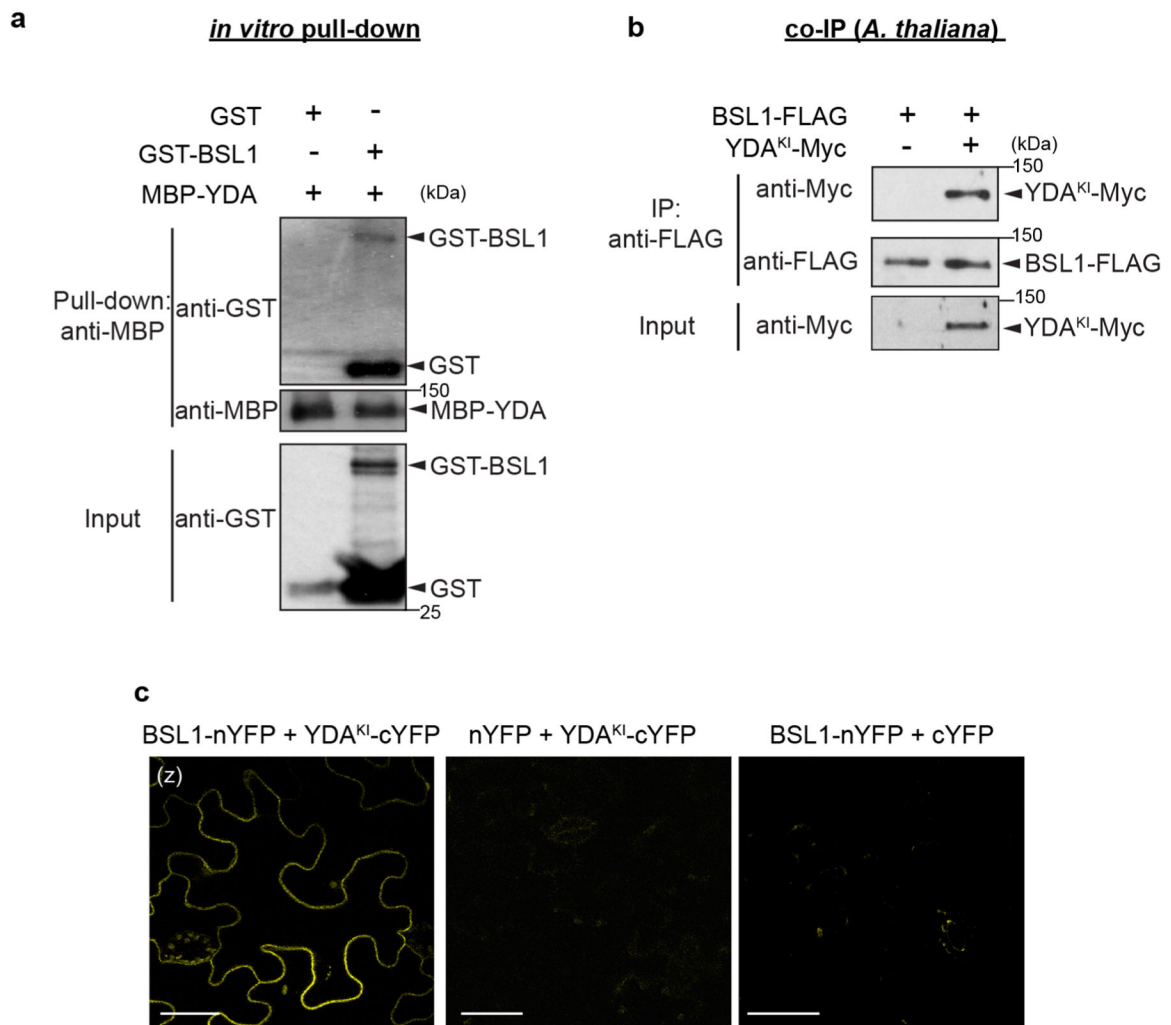 a
in vitro pull-down
GST + -
GST-BSL1 - +
MBP-YDA + + (kDa)
Pull-down:
anti-MBP
anti-GST
GST-BSL1
GST
150
anti-MBP
MBP-YDA
Input
anti-GST
GST-BSL1
GST
25
b
co-IP (A. thaliana)
BSL1-FLAG + +
YDAᴷᴵ-Myc - + (kDa)
150
IP:
anti-FLAG
anti-Myc
YDAᴷᴵ-Myc
150
anti-FLAG
BSL1-FLAG
150
Input
anti-Myc
YDAᴷᴵ-Myc
c
BSL1-nYFP + YDAᴷᴵ-cYFP
nYFP + YDAᴷᴵ-cYFP
BSL1-nYFP + cYFP
(z)